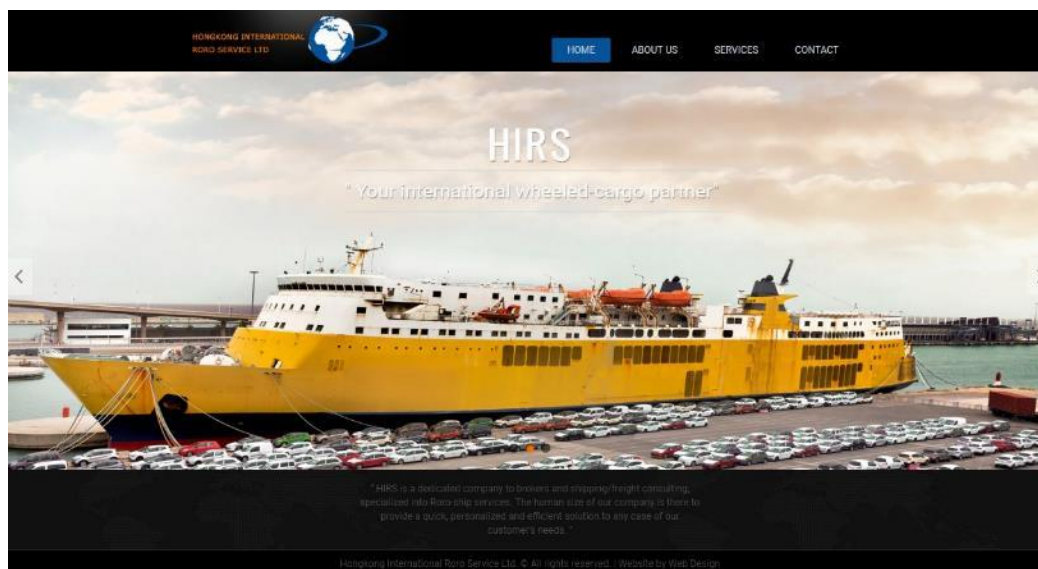 HONGKONG INTERNATIONAL
RORO SERVICE LTD
HOME
ABOUT US
SERVICES
CONTACT
HIRS
" Your international wheeled-cargo partner"
" HIRS is a dedicated company to brokers and shipping/freight consulting,
specialized into Roro-ship services. The human size of our company is there to
provide a quick, personalized and efficient solution to any case of our
customer's needs. "
Hongkong International Roro Service Ltd. © All rights reserved. | Website by Web Design